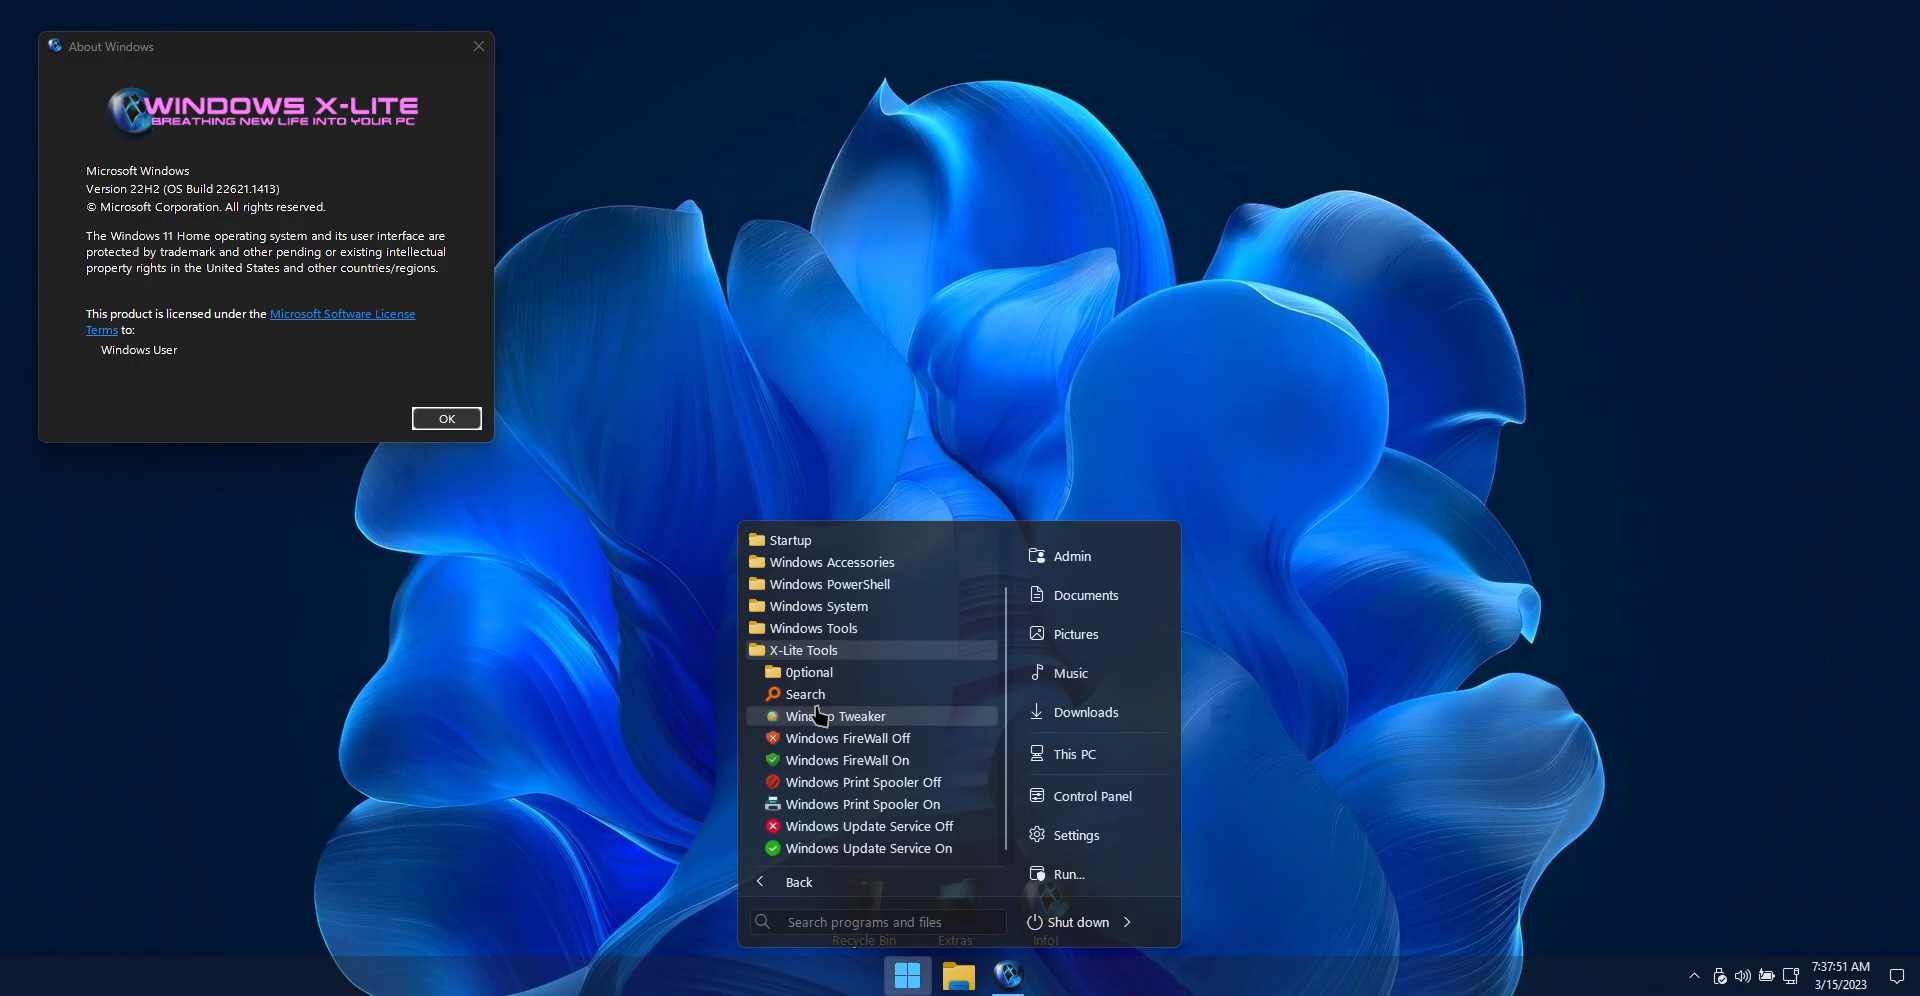 About Windows
WINDOWS X-LITE
BREATHING NEW LIFE INTO YOUR PC
Microsoft Windows
Version 22H2 (OS Build 22621.1413)
© Microsoft Corporation. All rights reserved.
The Windows 11 Home operating system and its user interface are
protected by trademark and other pending or existing intellectual
property rights in the United States and other countries/regions.
This product is licensed under the Microsoft Software License
Terms to:
Windows User
OK
Startup
Windows Accessories
Windows PowerShell
Windows System
Windows Tools
X-Lite Tools
Optional
Search
Tweaker
Windows FireWall Off
Windows FireWall On
Windows Print Spooler Off
Windows Print Spooler On
Windows Update Service Off
Windows Update Service On
Back
Search programs and files
Admin
Documents
Pictures
Music
Downloads
This PC
Control Panel
Settings
Run...
Shut down
Recycle Bin
Extras
Info!
7:37:51 AM
3/15/2023